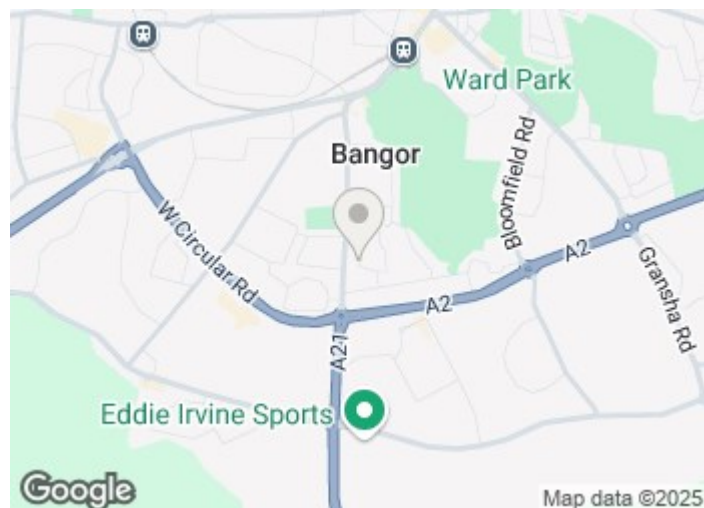 Ward Park
Bangor
Bloomfield Rd
W Circular Rd
A2
A2
Gransha Rd
A21
Eddie Irvine Sports
Google
Map data ©2025